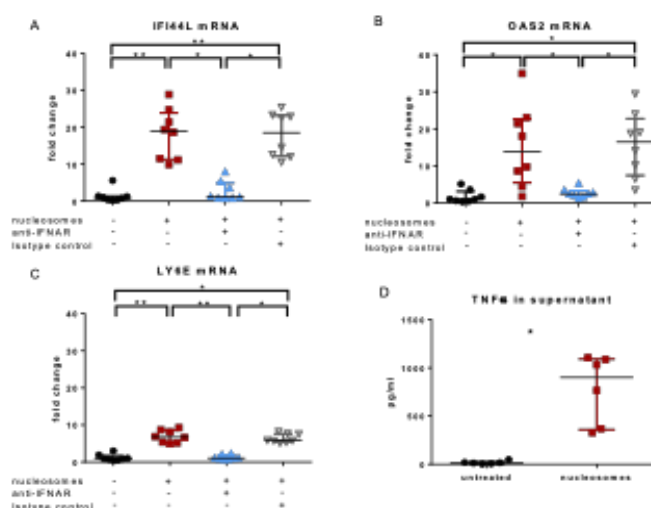 A
IFI44L mRNA
**
** * *
fold change
40
30
20
10
0
nucleosomes - + + +
anti-IFNAR - - + -
Isotype control - - - +
B
OAS2 mRNA
*
* * *
fold change
40
30
20
10
0
nucleosomes - + + +
anti-IFNAR - - + -
Isotype control - - - +
C
LY6E mRNA
*
** ** *
fold change
40
30
20
10
0
nucleosomes - + + +
anti-IFNAR - - + -
Isotype control - - - +
D
in supernatant
*
pg/ml
1500
1000
500
0
untreated nucleosomes